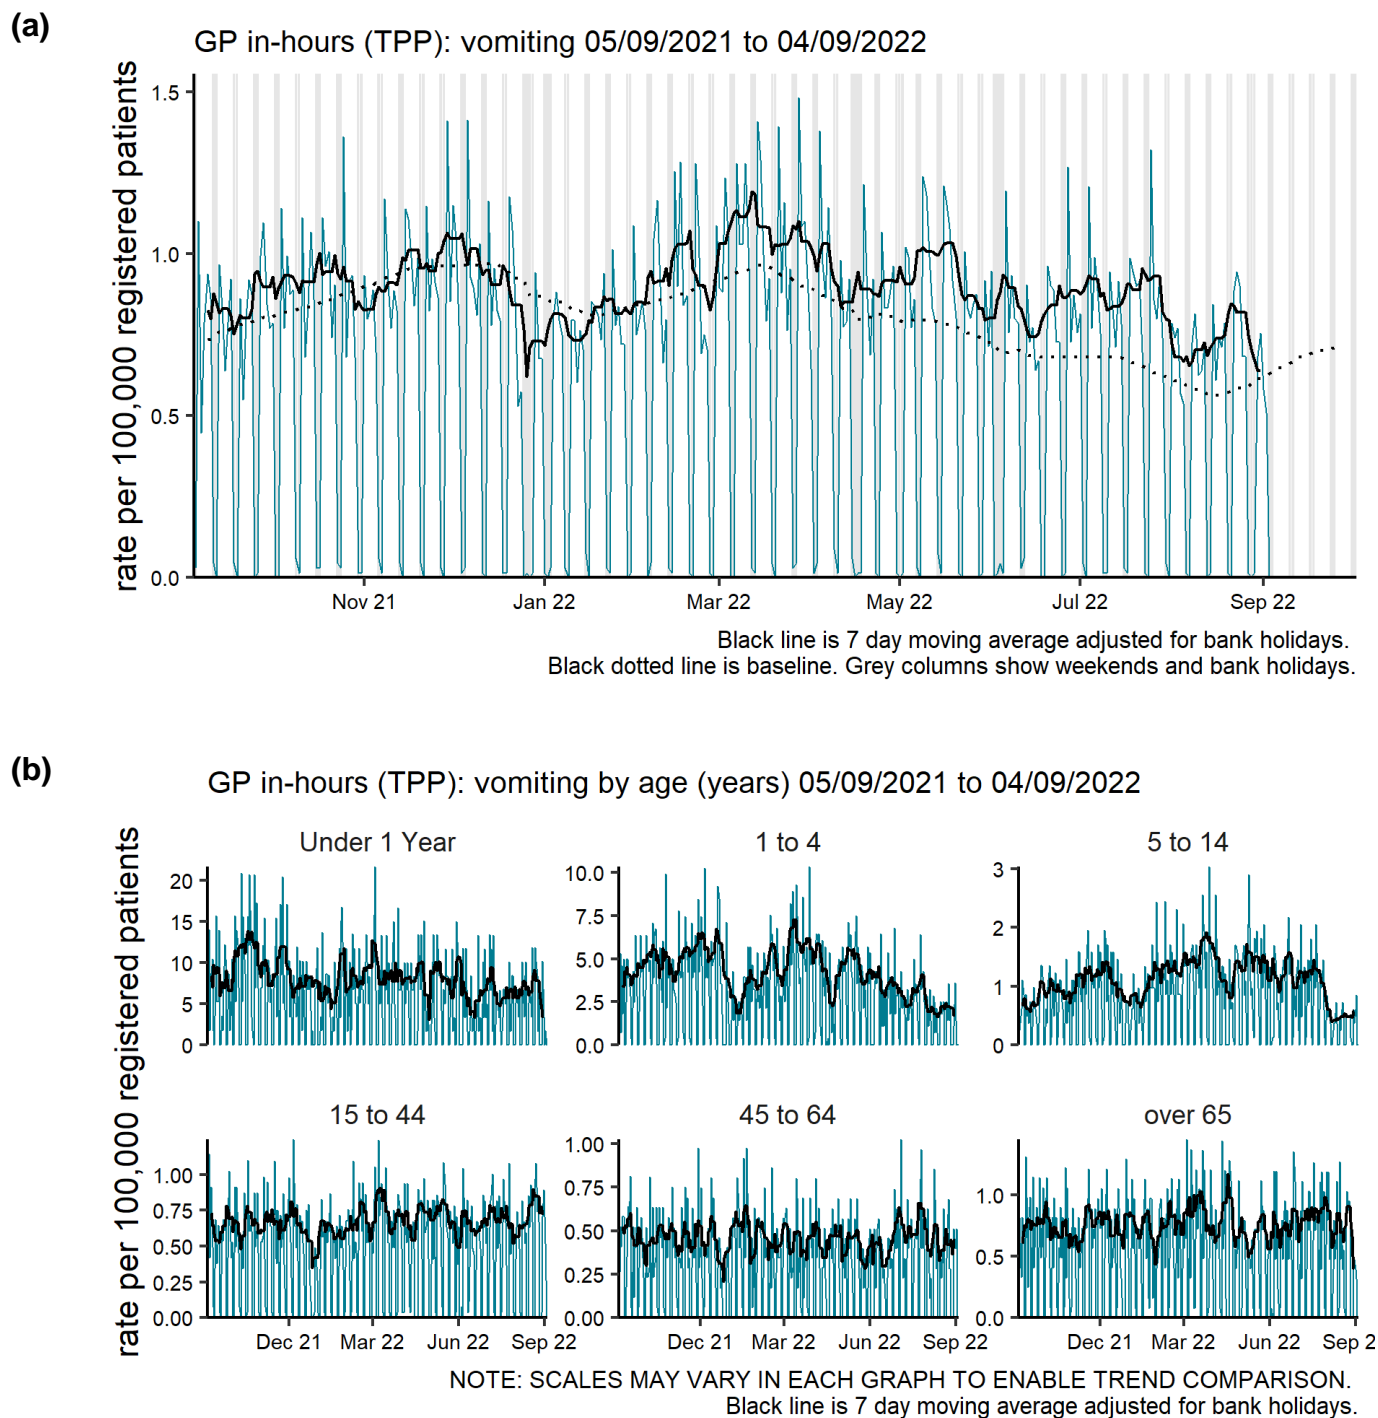 (a)
GP in-hours (TPP): vomiting 05/09/2021 to 04/09/2022
rate per 100,000 registered patients
1.5
1.0
0.5
0.0
Nov 21
Jan 22
Mar 22
May 22
Jul 22
Sep 22
Black line is 7 day moving average adjusted for bank holidays.
Black dotted line is baseline. Grey columns show weekends and bank holidays.
(b)
GP in-hours (TPP): vomiting by age (years) 05/09/2021 to 04/09/2022
rate per 100,000 registered patients
Under 1 Year
20
15
10
5
0
1 to 4
10.0
7.5
5.0
2.5
0.0
5 to 14
3
2
1
0
15 to 44
1.00
0.75
0.50
0.25
0.00
Dec 21
Mar 22
Jun 22
Sep 22
45 to 64
1.00
0.75
0.50
0.25
0.00
Dec 21
Mar 22
Jun 22
Sep 22
over 65
1.0
0.5
0.0
Dec 21
Mar 22
Jun 22
Sep 2
NOTE: SCALES MAY VARY IN EACH GRAPH TO ENABLE TREND COMPARISON.
Black line is 7 day moving average adjusted for bank holidays.